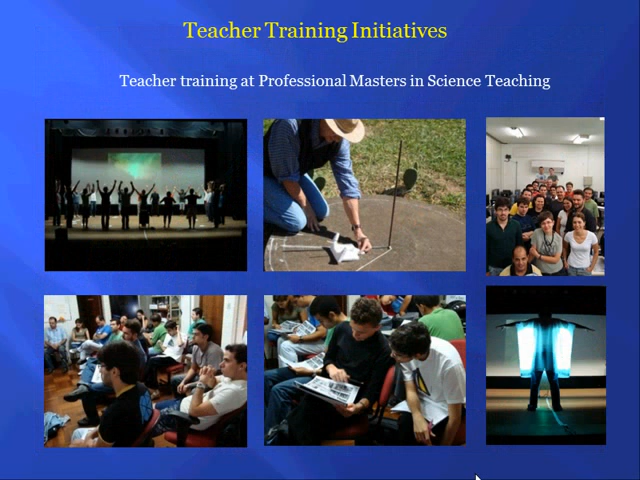 Teacher Training Initiatives
Teacher training at Professional Masters in Science Teaching